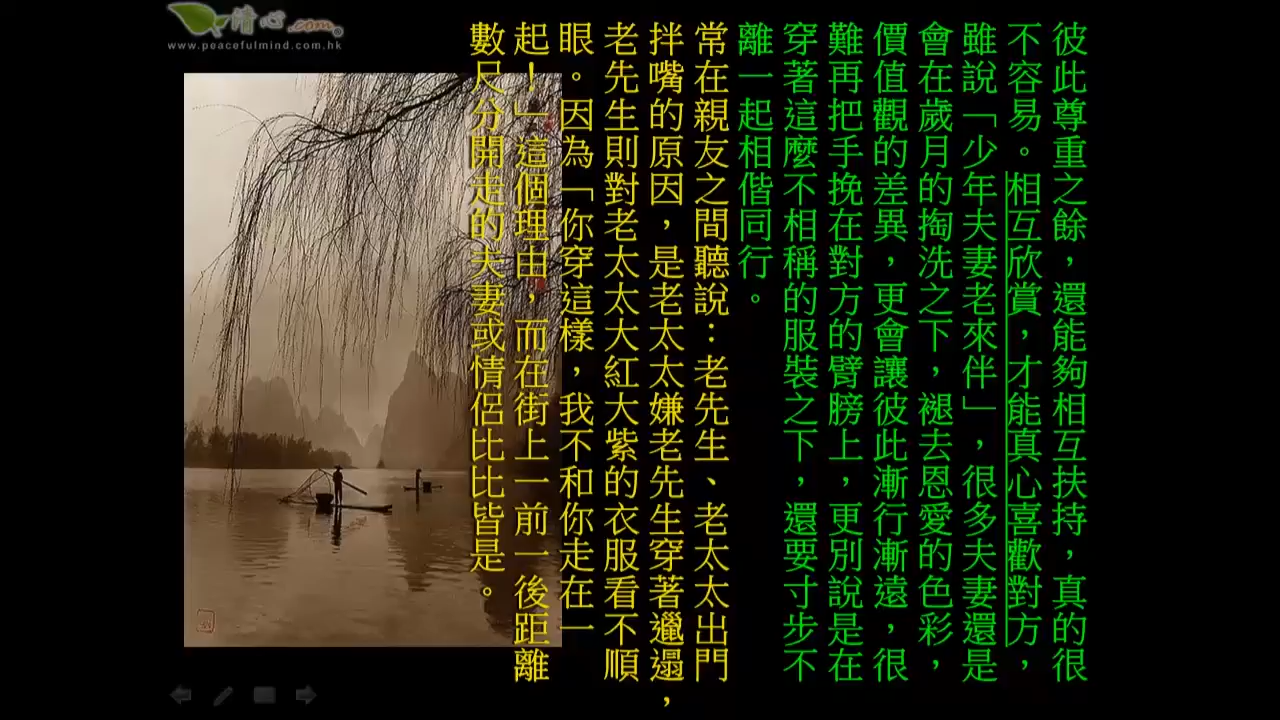 清心.com
www.peacefulmind.com.hk
彼此尊重之餘，還能夠相互扶持，真的很
不容易。相互欣賞，才能真心喜歡對方，
雖說「少年夫妻老來伴」，很多夫妻還是
會在歲月的掏洗之下，褪去恩愛的色彩，
價值觀的差異，更會讓彼此漸行漸遠，很
難再把手挽在對方的臂膀上，更別說是在
穿著這麼不相稱的服裝之下，還要寸步不
離一起相偕同行。
常在親友之間聽說：老先生、老太太出門
拌嘴的原因，是老太太嫌老先生穿著邋遢，
老先生則對老太太大紅大紫的衣服看不順
眼。因為「你穿這樣，我不和你走在一
起！」這個理由，而在街上一前一後距離
數尺分開走的夫妻或情侶比比皆是。